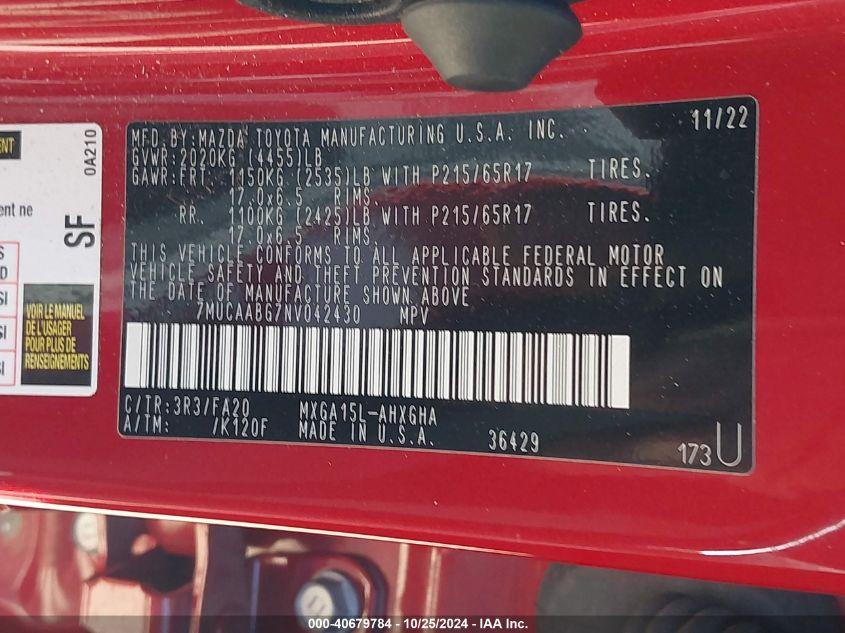 MFD.BY:MAZDA TOYOTA MANUFACTURING U.S.A. INC. 11/22
GVWR:2020KG (4455)LB
GAWR:FRT. 1150KG (2535)LB WITH P215/65R17 TIRES.
17.0x6.5 RIMS.
RR. 1100KG (2425)LB WITH P215/65R17 TIRES.
17.0x6.5 RIMS.
THIS VEHICLE CONFORMS TO ALL APPLICABLE FEDERAL MOTOR
VEHICLE SAFETY AND THEFT PREVENTION STANDARDS IN EFFECT ON
THE DATE OF MANUFACTURE SHOWN ABOVE
7MUCAABG7NV042430 MPV
C/TR:3R3/FA20 MXGA15L-AHXGHA
A/TM: /K120F MADE IN U.S.A. 36429
173 U
0A210
SF
ent ne
VOIR LE MANUEL
DE L'USAGER
POUR PLUS DE
RENSEIGNEMENTS
000-40679784 - 10/25/2024 - IAA Inc.